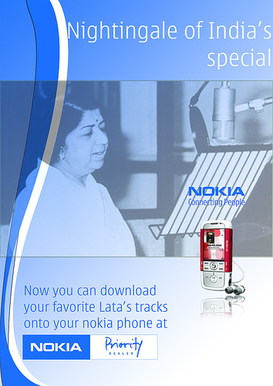 Nightingale of India's
special
NOKIA
Connecting People
Now you can download
your favorite Lata's tracks
onto your nokia phone at
NOKIA
Priority
DEALER